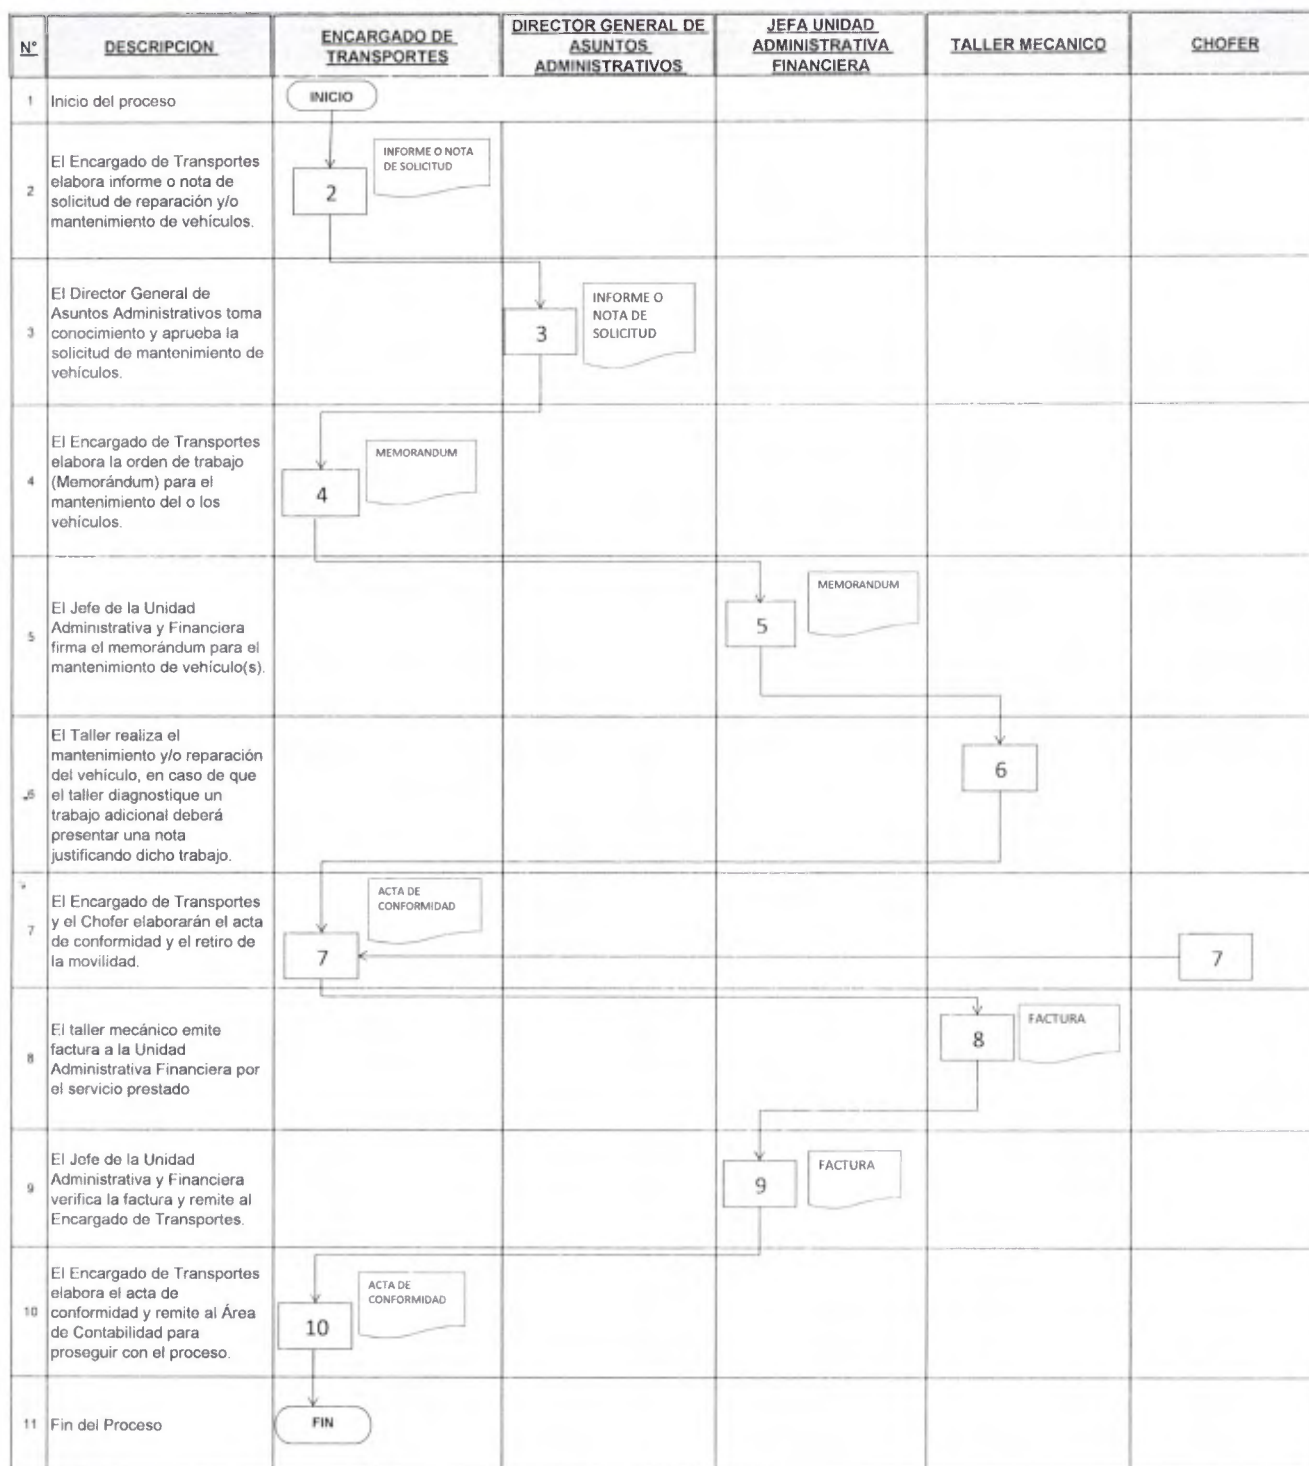 N°
DESCRIPCION
ENCARGADO DE
TRANSPORTES
DIRECTOR GENERAL DE
ASUNTOS
ADMINISTRATIVOS
JEFA UNIDAD
ADMINISTRATIVA
FINANCIERA
TALLER MECANICO
CHOFER
1
Inicio del proceso
INICIO
2
El Encargado de Transportes
elabora informe o nota de
solicitud de reparación y/o
mantenimiento de vehículos.
2
INFORME O NOTA
DE SOLICITUD
3
El Director General de
Asuntos Administrativos toma
conocimiento y aprueba la
solicitud de mantenimiento de
vehículos.
3
INFORME O
NOTA DE
SOLICITUD
4
El Encargado de Transportes
elabora la orden de trabajo
(Memorándum) para el
mantenimiento del o los
vehículos.
4
MEMORANDUM
5
El Jefe de la Unidad
Administrativa y Financiera
firma el memorándum para el
mantenimiento de vehículo(s).
5
MEMORANDUM
6
El Taller realiza el
mantenimiento y/o reparación
del vehículo, en caso de que
el taller diagnostique un
trabajo adicional deberá
presentar una nota
justificando dicho trabajo.
6
7
El Encargado de Transportes
y el Chofer elaborarán el acta
de conformidad y el retiro de
la movilidad.
7
ACTA DE
CONFORMIDAD
7
8
El taller mecánico emite
factura a la Unidad
Administrativa Financiera por
el servicio prestado
8
FACTURA
9
El Jefe de la Unidad
Administrativa y Financiera
verifica la factura y remite al
Encargado de Transportes.
9
FACTURA
10
El Encargado de Transportes
elabora el acta de
conformidad y remite al Área
de Contabilidad para
proseguir con el proceso.
10
ACTA DE
CONFORMIDAD
11
Fin del Proceso
FIN